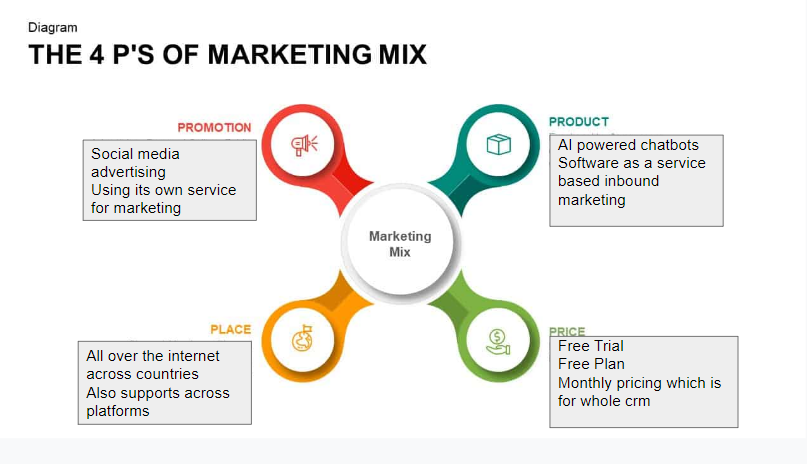 Diagram
THE 4 P'S OF MARKETING MIX
PROMOTION
Social media
advertising
Using its own service
for marketing
PRODUCT
AI powered chatbots
Software as a service
based inbound
marketing
Marketing
Mix
PLACE
All over the internet
across countries
Also supports across
platforms
PRICE
Free Trial
Free Plan
Monthly pricing which is
for whole crm